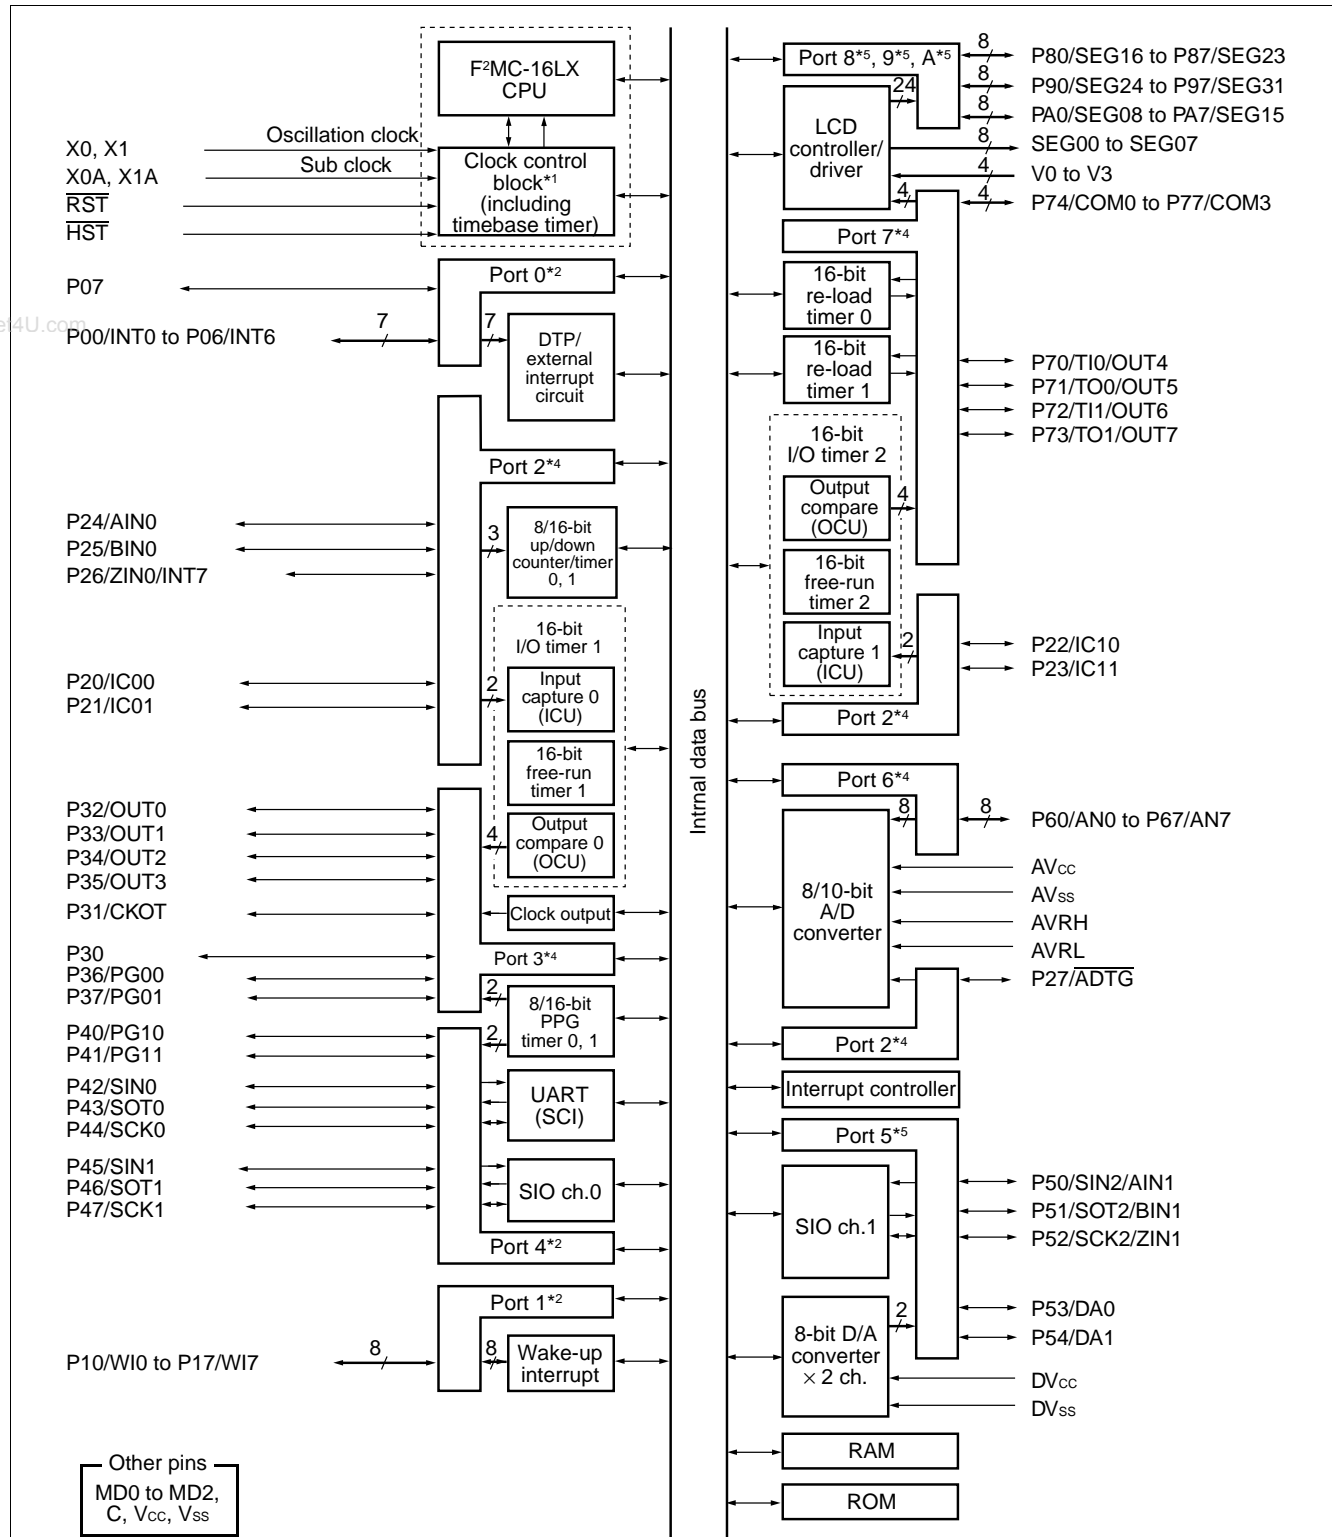 F²MC-16LX
CPU
Oscillation clock
X0, X1
Sub clock
X0A, X1A
RST
HST
Clock control
block*1
(including
timebase timer)
Port 0*2
P07
et4U.com
P00/INT0 to P06/INT6
7
7
DTP/
external
interrupt
circuit
Port 2*4
P24/AIN0
P25/BIN0
P26/ZIN0/INT7
3
8/16-bit
up/down
counter/timer
0, 1
16-bit
I/O timer 1
P20/IC00
P21/IC01
2
Input
capture 0
(ICU)
16-bit
free-run
timer 1
P32/OUT0
P33/OUT1
P34/OUT2
P35/OUT3
4
Output
compare 0
(OCU)
P31/CKOT
Clock output
P30
Port 3*4
P36/PG00
P37/PG01
2
8/16-bit
PPG
timer 0, 1
P40/PG10
P41/PG11
2
P42/SIN0
P43/SOT0
P44/SCK0
UART
(SCI)
P45/SIN1
P46/SOT1
P47/SCK1
SIO ch.0
Port 4*2
Port 1*2
P10/WI0 to P17/WI7
8
8
Wake-up
interrupt
Other pins
MD0 to MD2,
C, VCC, VSS
Intrnal data bus
Port 8*5, 9*5, A*5
8
P80/SEG16 to P87/SEG23
8
P90/SEG24 to P97/SEG31
24
8
PA0/SEG08 to PA7/SEG15
LCD
controller/
driver
8
SEG00 to SEG07
4
V0 to V3
4
4
P74/COM0 to P77/COM3
Port 7*4
16-bit
re-load
timer 0
16-bit
re-load
timer 1
P70/TI0/OUT4
P71/TO0/OUT5
P72/TI1/OUT6
P73/TO1/OUT7
16-bit
I/O timer 2
Output
compare
(OCU)
4
16-bit
free-run
timer 2
Input
capture 1
(ICU)
2
P22/IC10
P23/IC11
Port 2*4
Port 6*4
8
8
P60/AN0 to P67/AN7
8/10-bit
A/D
converter
AVCC
AVSS
AVRH
AVRL
P27/ADTG
Port 2*4
Interrupt controller
Port 5*5
SIO ch.1
P50/SIN2/AIN1
P51/SOT2/BIN1
P52/SCK2/ZIN1
8-bit D/A
converter
× 2 ch.
2
P53/DA0
P54/DA1
DVCC
DVSS
RAM
ROM